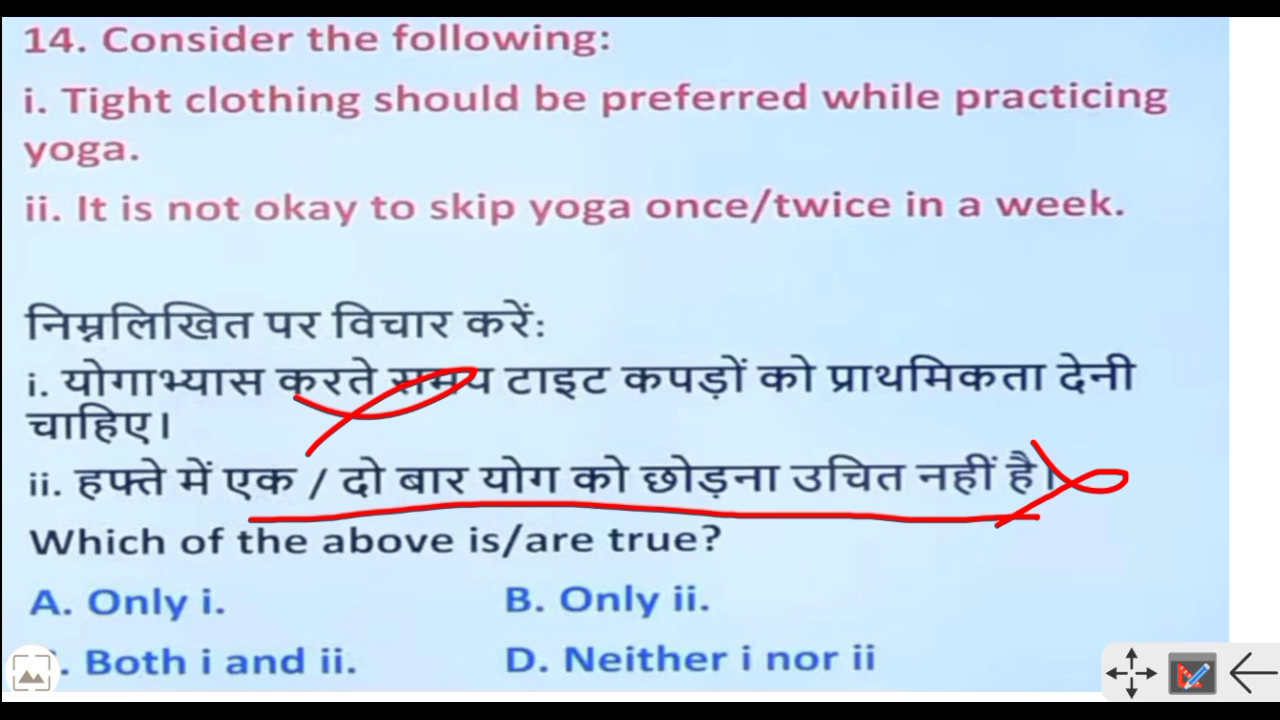 14. Consider the following:
i. Tight clothing should be preferred while practicing
yoga.
ii. It is not okay to skip yoga once/twice in a week.
निम्नलिखित पर विचार करें:
i. योगाभ्यास करते समय टाइट कपड़ों को प्राथमिकता देनी
चाहिए।
ii. हफ्ते में एक / दो बार योग को छोड़ना उचित नहीं है।
Which of the above is/are true?
A. Only i. B. Only ii.
. Both i and ii. D. Neither i nor ii